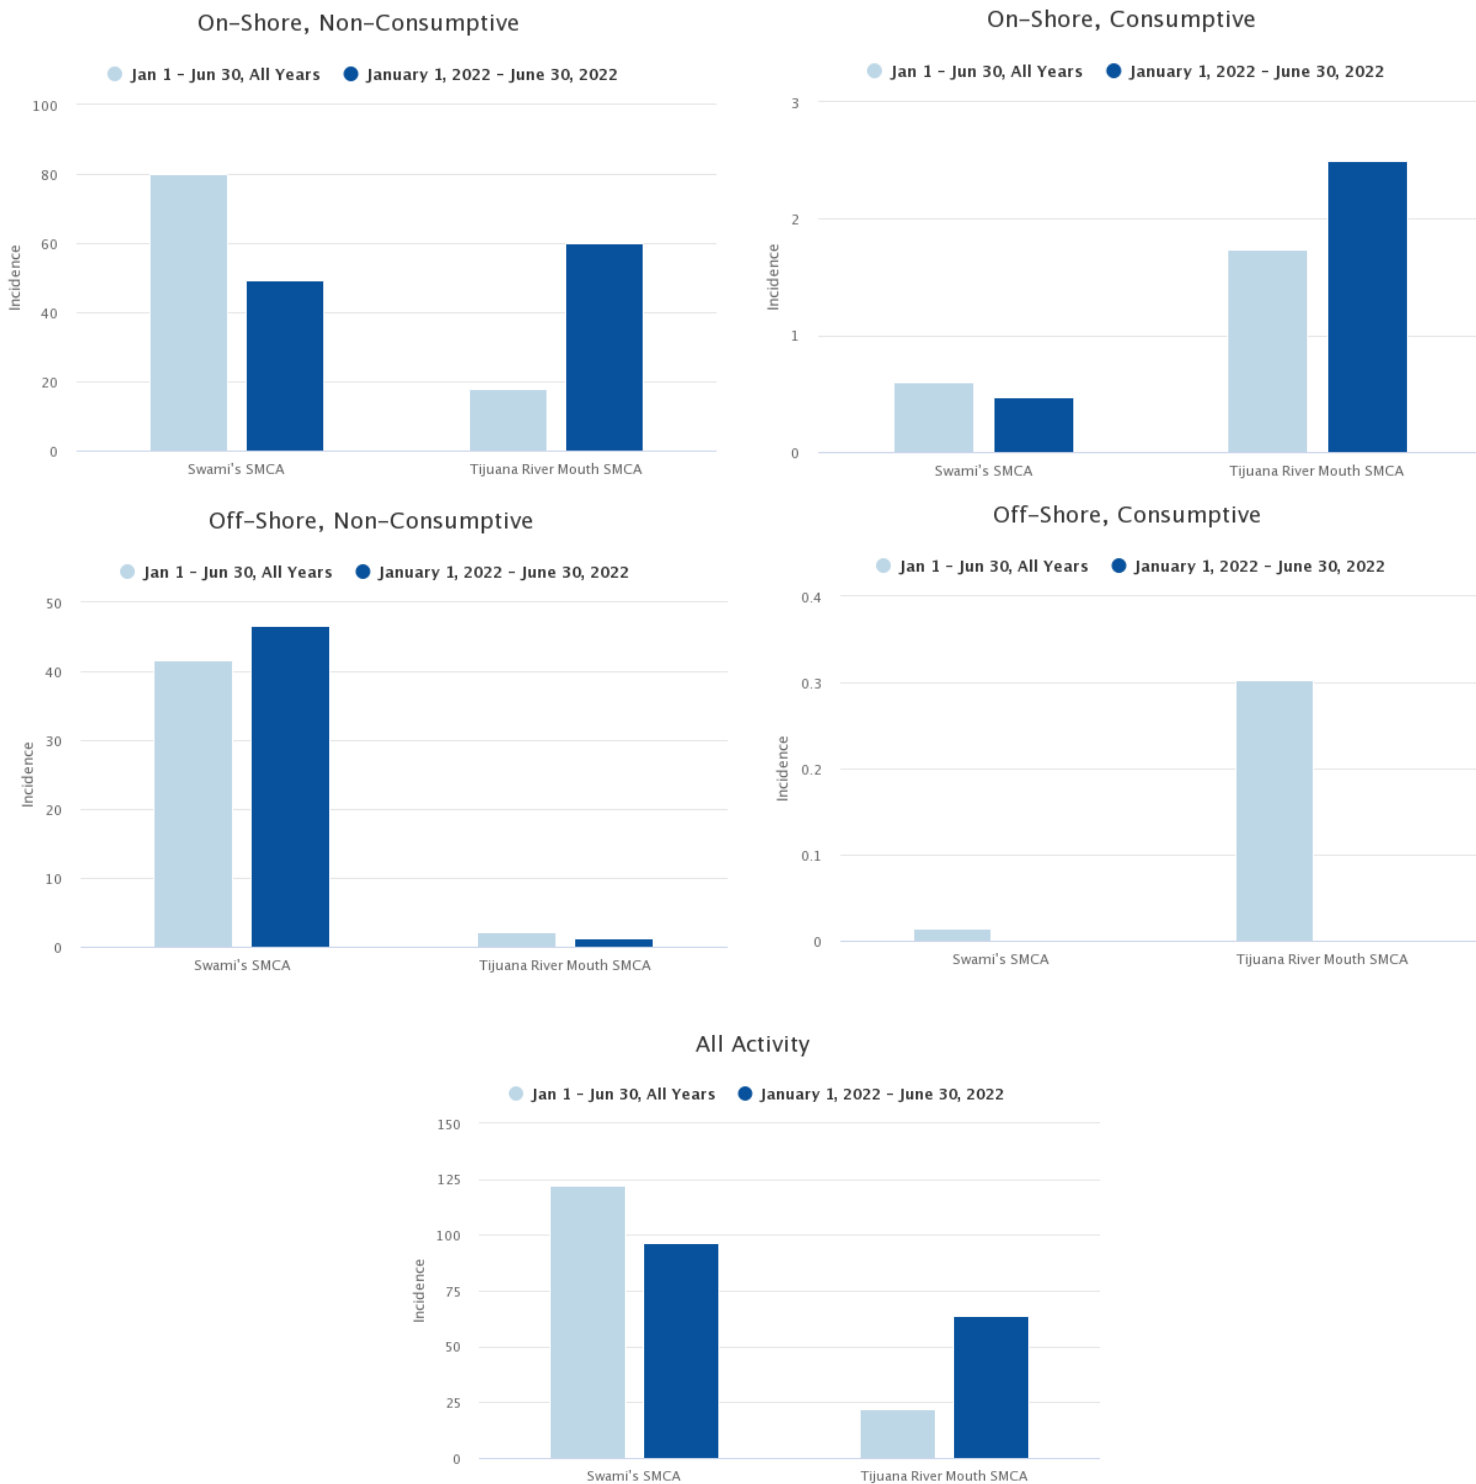 On-Shore, Non-Consumptive
Jan 1 - Jun 30, All Years January 1, 2022 - June 30, 2022
100
80
60
40
20
0
Incidence
Swami's SMCA Tijuana River Mouth SMCA
On-Shore, Consumptive
Jan 1 - Jun 30, All Years January 1, 2022 - June 30, 2022
3
2
1
0
Incidence
Swami's SMCA Tijuana River Mouth SMCA
Off-Shore, Non-Consumptive
Jan 1 - Jun 30, All Years January 1, 2022 - June 30, 2022
50
40
30
20
10
0
Incidence
Swami's SMCA Tijuana River Mouth SMCA
Off-Shore, Consumptive
Jan 1 - Jun 30, All Years January 1, 2022 - June 30, 2022
0.4
0.3
0.2
0.1
0
Incidence
Swami's SMCA Tijuana River Mouth SMCA
All Activity
Jan 1 - Jun 30, All Years January 1, 2022 - June 30, 2022
150
125
100
75
50
25
0
Incidence
Swami's SMCA Tijuana River Mouth SMCA